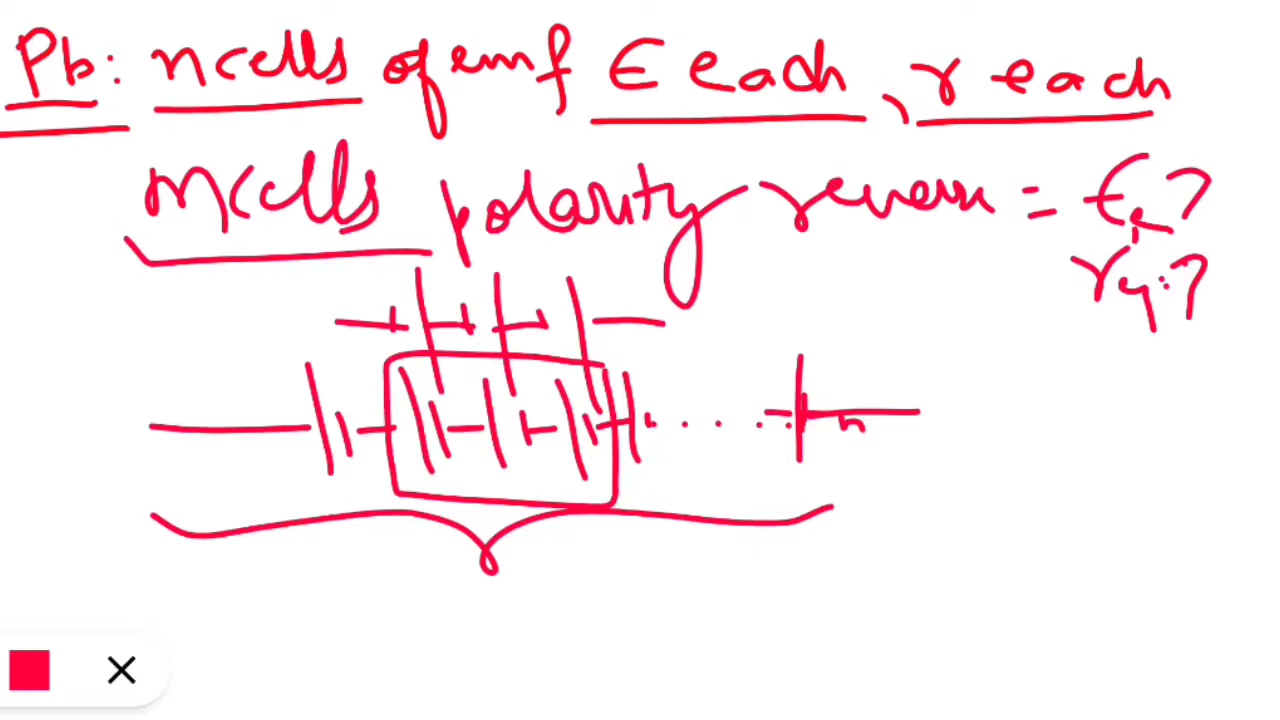 Pb: n cells of emf ϵ each, r each
m cells polarity reverse = ϵeq?
req:?
n